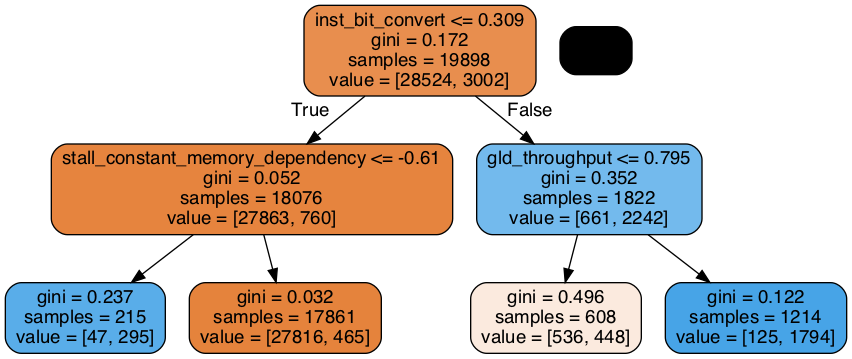 inst_bit_convert <= 0.309
gini = 0.172
samples = 19898
value = [28524, 3002]
True
False
stall_constant_memory_dependency <= -0.61
gini = 0.052
samples = 18076
value = [27863, 760]
gld_throughput <= 0.795
gini = 0.352
samples = 1822
value = [661, 2242]
gini = 0.237
samples = 215
value = [47, 295]
gini = 0.032
samples = 17861
value = [27816, 465]
gini = 0.496
samples = 608
value = [536, 448]
gini = 0.122
samples = 1214
value = [125, 1794]